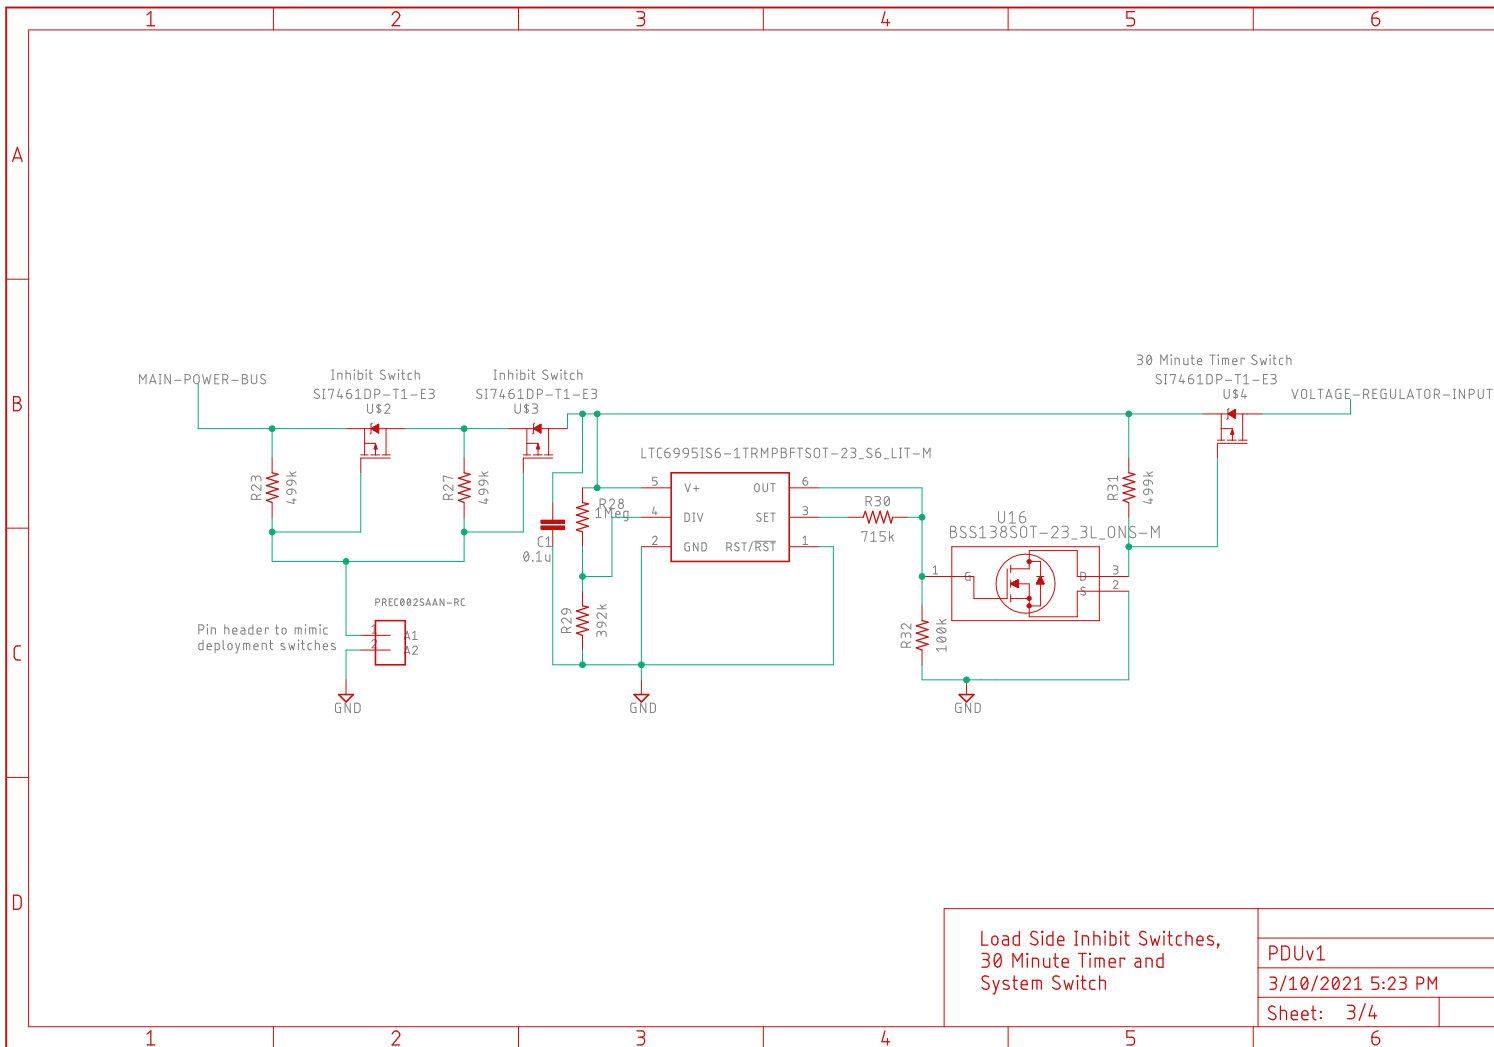 1 2 3 4 5 6
A
B
C
D
MAIN-POWER-BUS
Inhibit Switch
SI7461DP-T1-E3
U$2
Inhibit Switch
SI7461DP-T1-E3
U$3
30 Minute Timer Switch
SI7461DP-T1-E3
U$4
VOLTAGE-REGULATOR-INPUT
R23
499k
R27
499k
LTC6995IS6-1TRMPBFTSOT-23_S6_LIT-M
5 V+ OUT 6
4 DIV SET 3
2 GND RST/RST 1
R28
1Meg
C1
0.1u
R29
392k
R30
715k
R31
499k
U16
BSS138SOT-23_3L_ONS-M
1 G D 3
S 2
R32
100k
PREC002SAAN-RC
Pin header to mimic
deployment switches
1 A1
2 A2
GND
GND
GND
Load Side Inhibit Switches,
30 Minute Timer and
System Switch
PDUv1
3/10/2021 5:23 PM
Sheet: 3/4
1 2 3 4 5 6